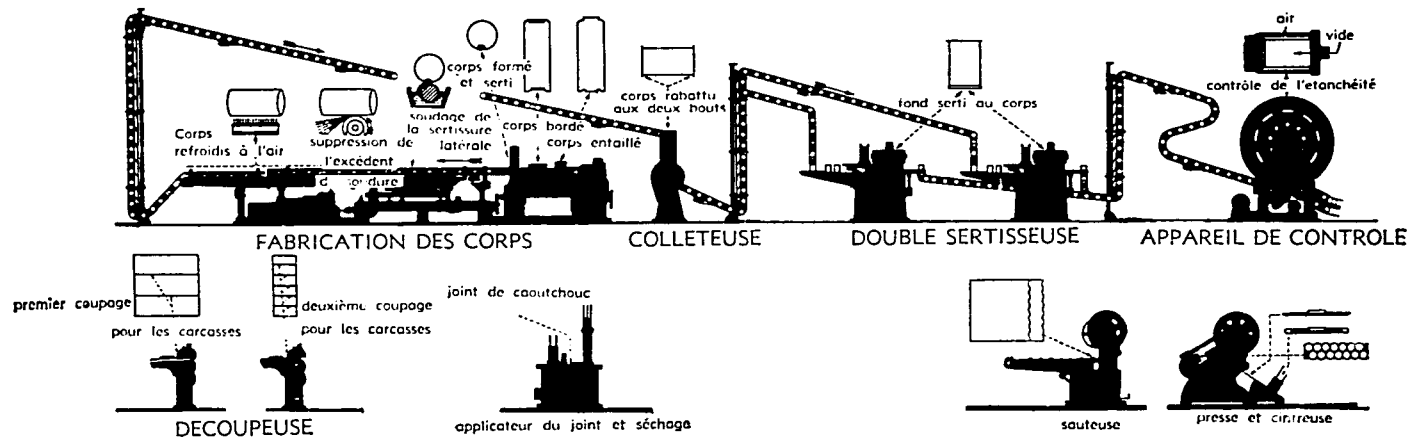 air
vide
contrôle de l'etanchéité
corps formé
et serti
corps rabattu
aux deux bouts
fond serti au corps
soudage de
la sertissure
latérale
corps bordé
corps entaillé
Corps
refroidis à l'air
suppression de
l'excédent
de soudure
FABRICATION DES CORPS
COLLETEUSE
DOUBLE SERTISSEUSE
APPAREIL DE CONTROLE
premier coupage
pour les carcasses
deuxième coupage
pour les carcasses
joint de caoutchouc
DECOUPEUSE
applicateur du joint et séchage
sauteuse
presse et cintreuse